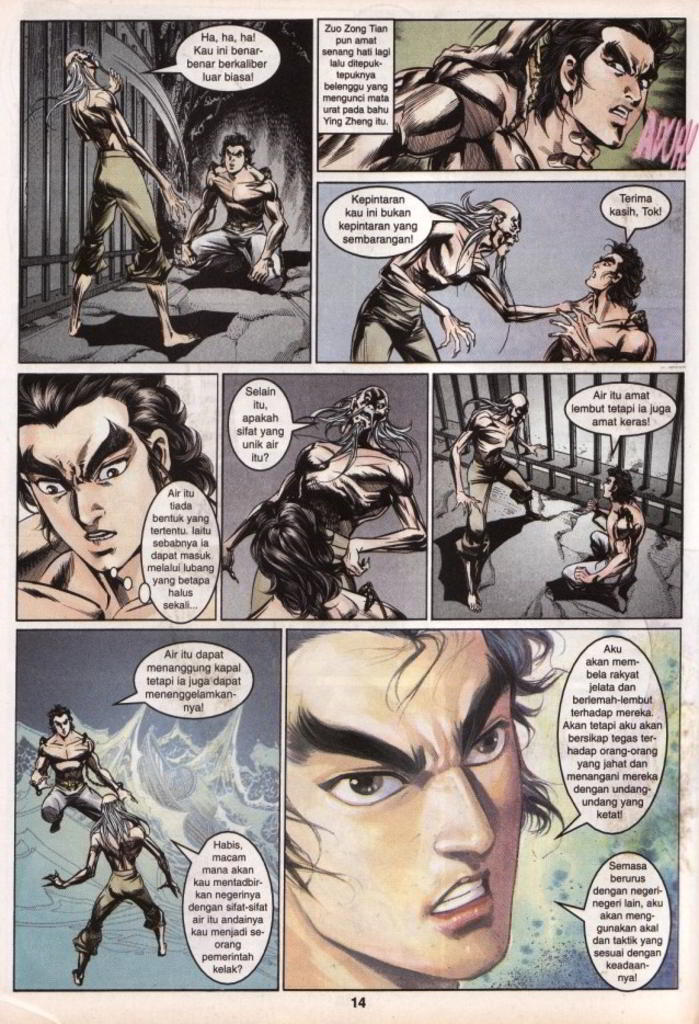 Ha, ha, ha!
Kau ini benar-
benar berkaliber
luar biasa!
Zuo Zong Tian
pun amat
senang hati lagi
lalu ditepuk-
tepuknya
belenggu yang
mengunci mata
urat pada bahu
Ying Zheng itu.
ADUH!
Kepintaran
kau ini bukan
kepintaran yang
sembarangan!
Terima
kasih, Tok!
Air itu
tiada
bentuk yang
tertentu. Iaitu
sebabnya ia
dapat masuk
melalui lubang
yang betapa
halus
sekali...
Selain
itu,
apakah
sifat yang
unik air
itu?
Air itu amat
lembut tetapi ia juga
amat keras!
Air itu dapat
menanggung kapal
tetapi ia juga dapat
menenggelamkan-
nya!
Habis,
macam
mana akan
kau mentadbir-
kan negerinya
dengan sifat-sifat
air itu andainya
kau menjadi se-
orang
pemerintah
kelak?
Aku
akan mem-
bela rakyat
jelata dan
berlemah-lembut
terhadap mereka.
Akan tetapi aku akan
bersikap tegas ter-
hadap orang-orang
yang jahat dan
menangani mereka
dengan undang-
undang yang
ketat!
Semasa
berurus
dengan negeri-
negeri lain, aku
akan meng-
gunakan akal
dan taktik yang
sesuai dengan
keadaan-
nya!
14